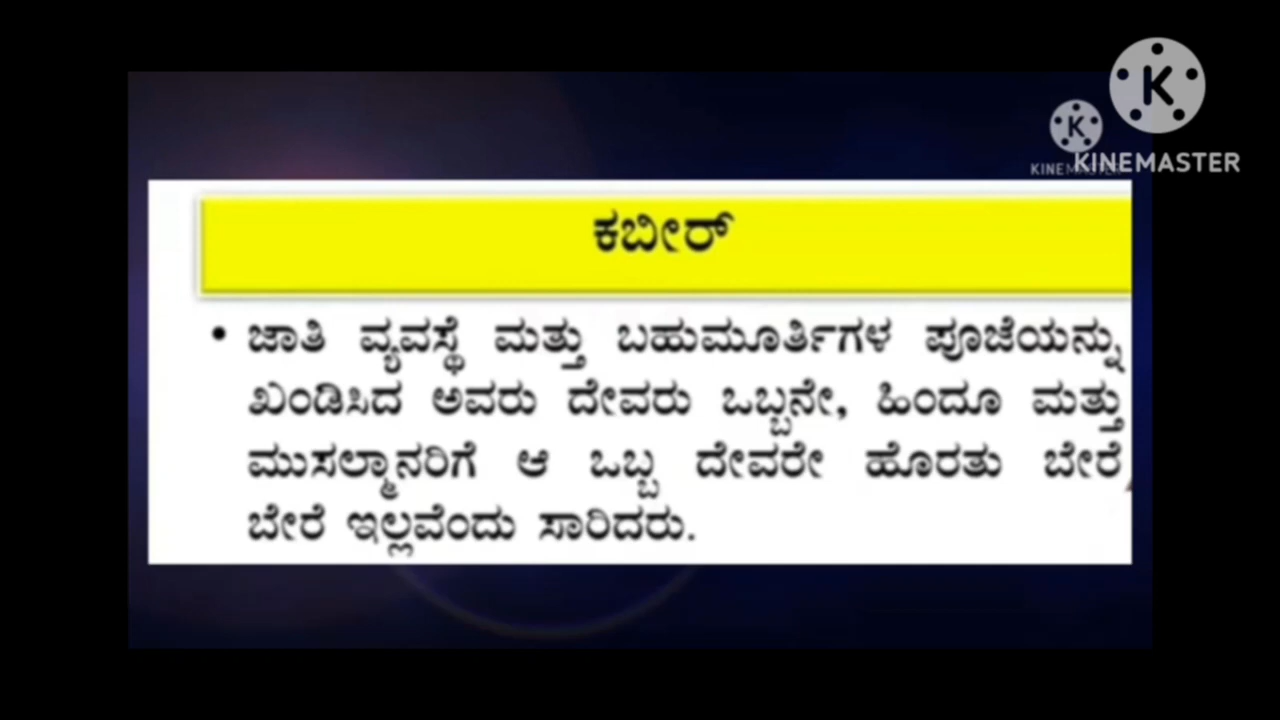 K
K
KINEMASTER
KINEMASTER
ಕಬೀರ್
• ಜಾತಿ ವ್ಯವಸ್ಥೆ ಮತ್ತು ಬಹುಮೂರ್ತಿಗಳ ಪೂಜೆಯನ್ನು
ಖಂಡಿಸಿದ ಅವರು ದೇವರು ಒಬ್ಬನೇ, ಹಿಂದೂ ಮತ್ತು
ಮುಸಲ್ಮಾನರಿಗೆ ಆ ಒಬ್ಬ ದೇವರೇ ಹೊರತು ಬೇರೆ
ಬೇರೆ ಇಲ್ಲವೆಂದು ಸಾರಿದರು.